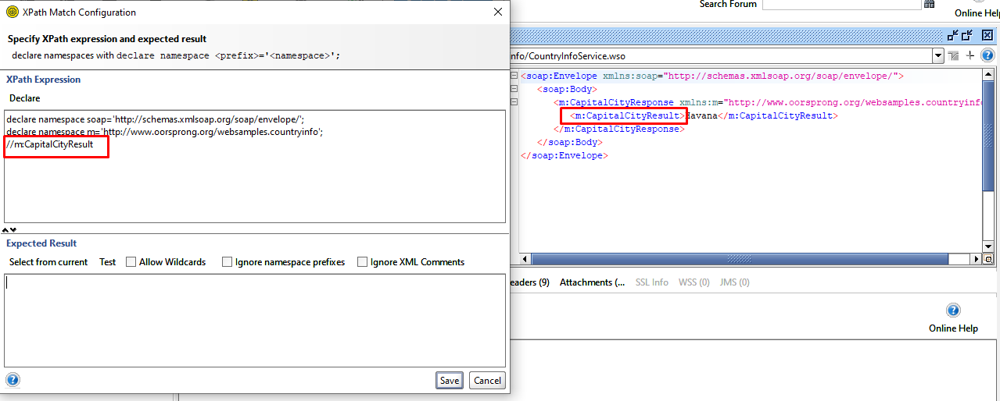 XPath Match Configuration
Specify XPath expression and expected result
declare namespaces with declare namespace <prefix>='<namespace>';
XPath Expression
Declare
declare namespace soap='http://schemas.xmlsoap.org/soap/envelope/';
declare namespace m='http://www.oorsprong.org/websamples.countryinfo';
//m:CapitalCityResult
Expected Result
Select from current Test Allow Wildcards Ignore namespace prefixes Ignore XML Comments
Save Cancel
Search Forum
Online Help
nfo/CountryInfoService.wso
<soap:Envelope xmlns:soap="http://schemas.xmlsoap.org/soap/envelope/">
<soap:Body>
<m:CapitalCityResponse xmlns:m="http://www.oorsprong.org/websamples.countryinfo
<m:CapitalCityResult>Havana</m:CapitalCityResult>
</m:CapitalCityResponse>
</soap:Body>
</soap:Envelope>
eaders (9) Attachments (... SSL Info WSS (0) JMS (0)
Online Help